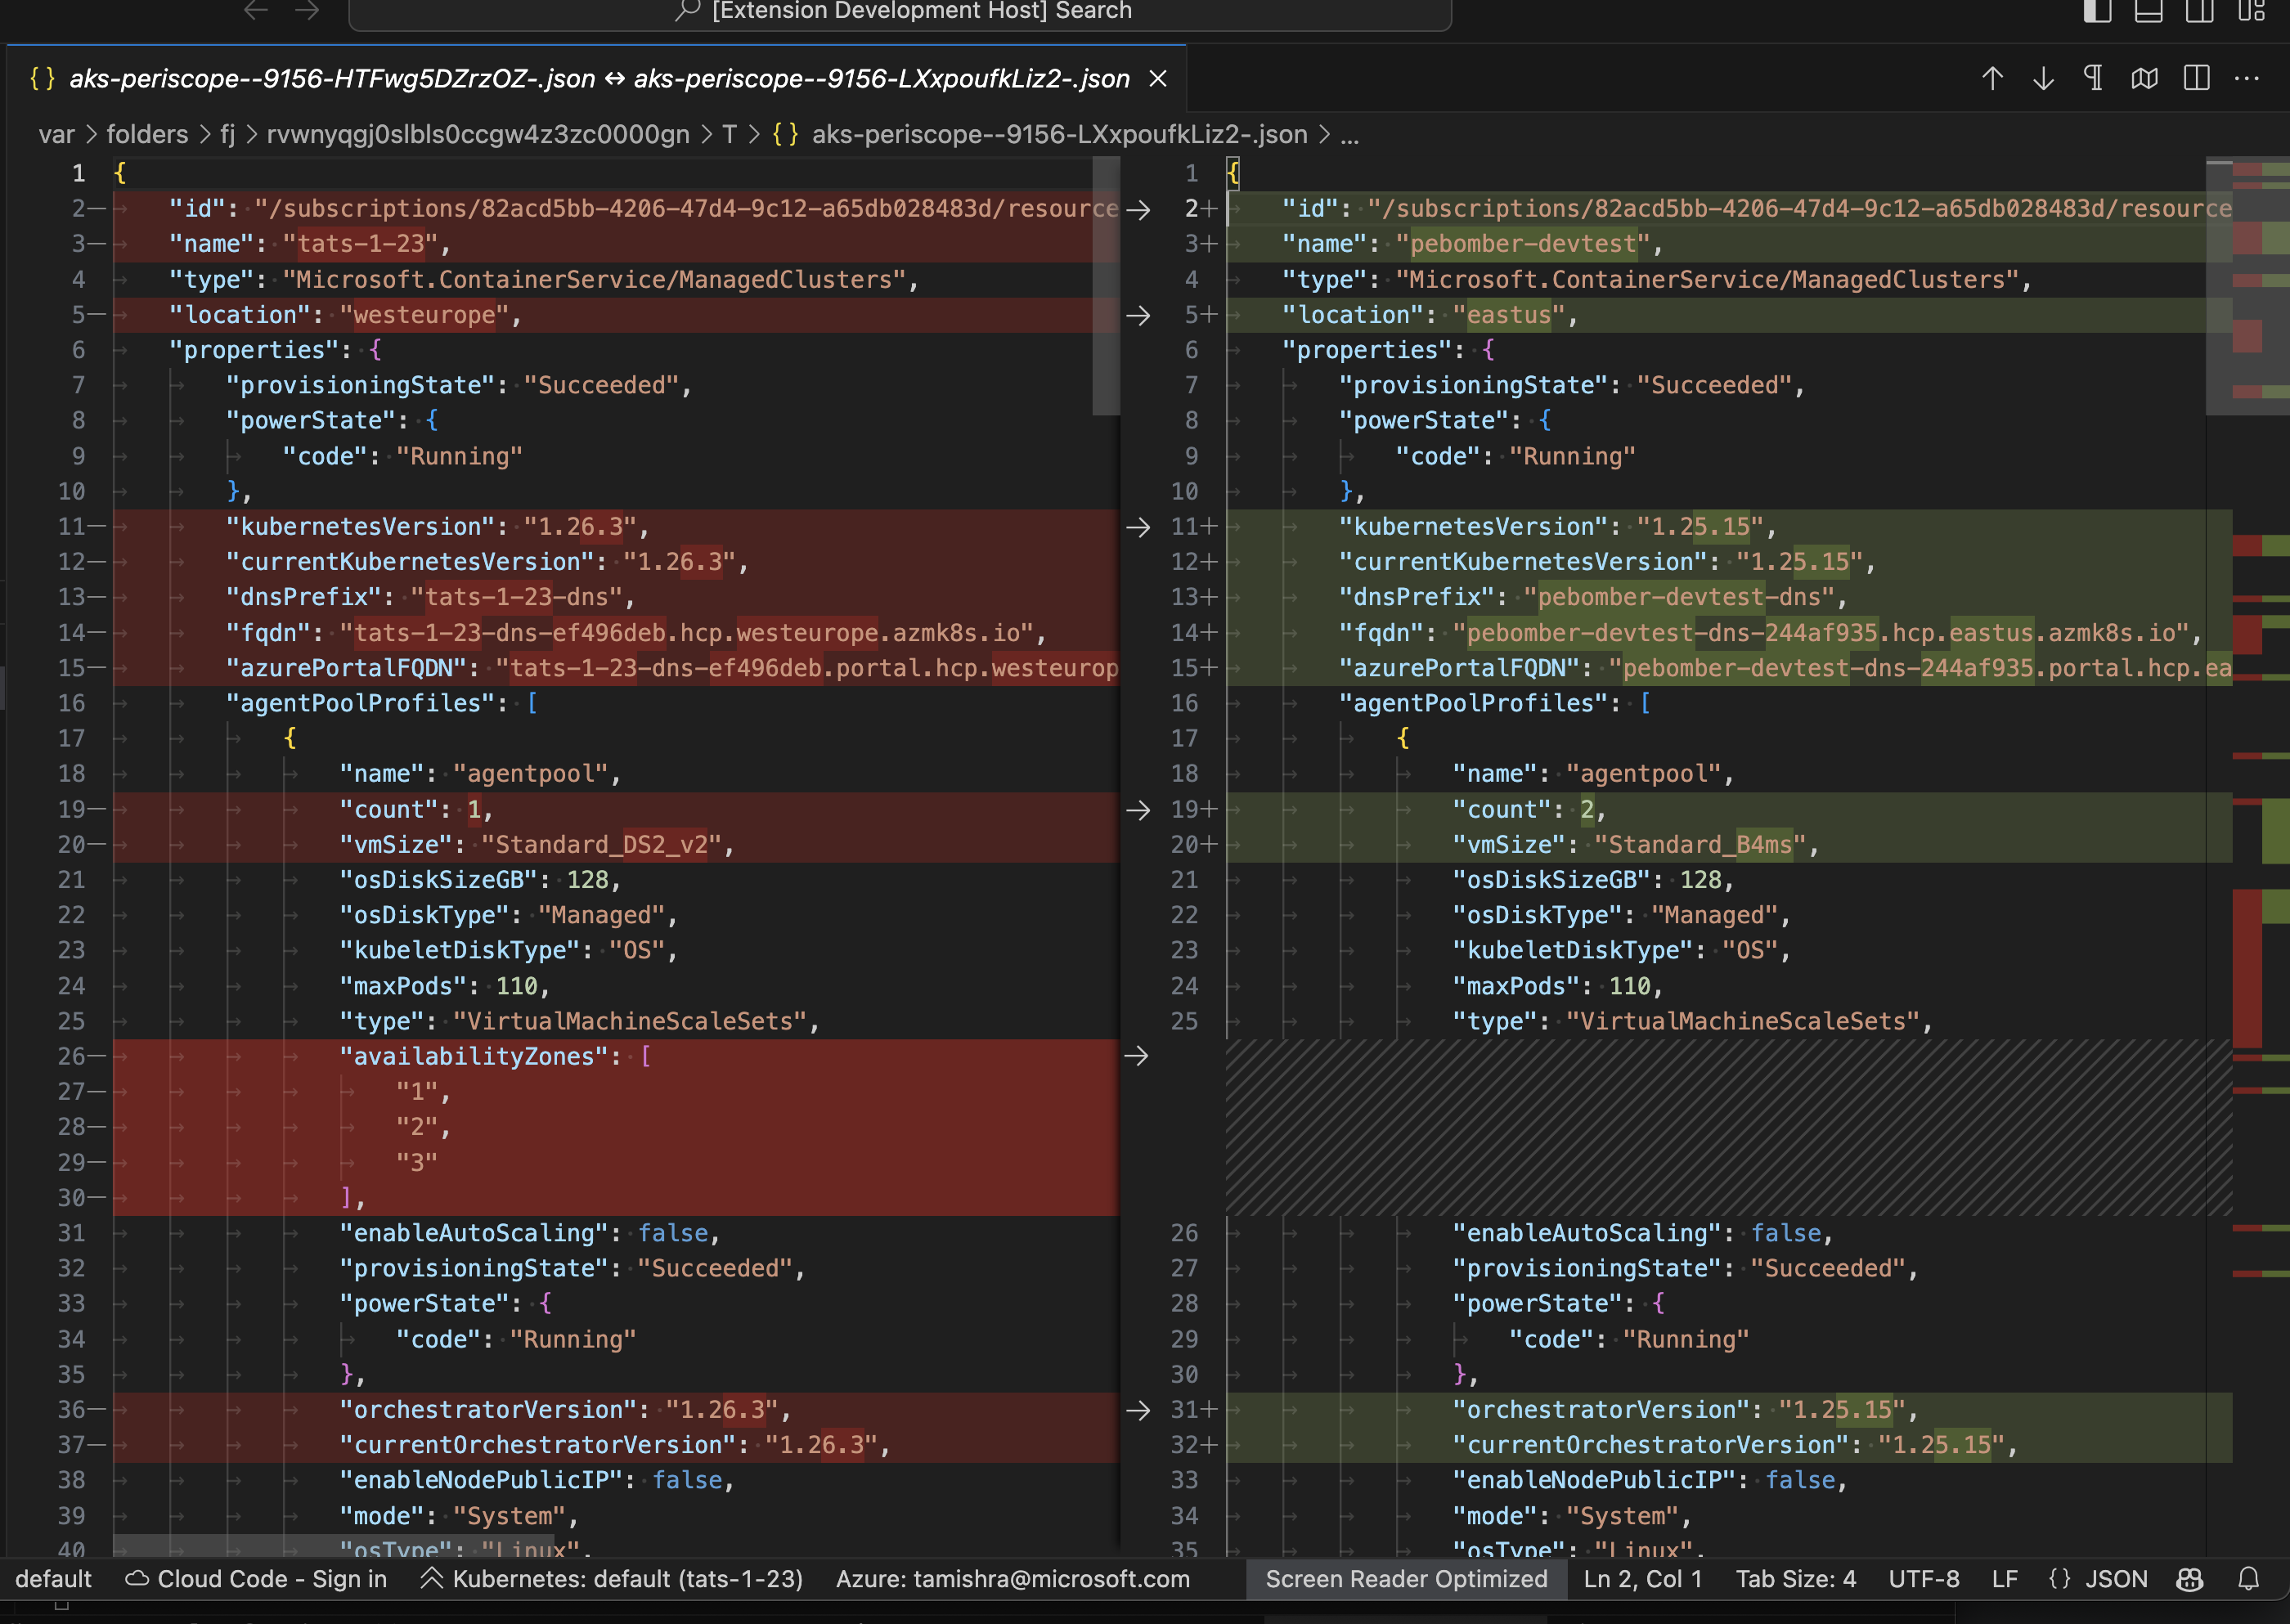 [Extension Development Host] Search
{} aks-periscope--9156-HTFwg5DZrzOZ-.json ↔ aks-periscope--9156-LXxpoufkLiz2-.json
var > folders > fj > rvwnyqgj0slbls0ccgw4z3zc0000gn > T > {} aks-periscope--9156-LXxpoufkLiz2-.json > ...
1 {
2— "id": "/subscriptions/82acd5bb-4206-47d4-9c12-a65db028483d/resource
3— "name": "tats-1-23",
4 "type": "Microsoft.ContainerService/ManagedClusters",
5— "location": "westeurope",
6 "properties": {
7 "provisioningState": "Succeeded",
8 "powerState": {
9 "code": "Running"
10 },
11— "kubernetesVersion": "1.26.3",
12— "currentKubernetesVersion": "1.26.3",
13— "dnsPrefix": "tats-1-23-dns",
14— "fqdn": "tats-1-23-dns-ef496deb.hcp.westeurope.azmk8s.io",
15— "azurePortalFQDN": "tats-1-23-dns-ef496deb.portal.hcp.westeurop
16 "agentPoolProfiles": [
17 {
18 "name": "agentpool",
19— "count": 1,
20— "vmSize": "Standard_DS2_v2",
21 "osDiskSizeGB": 128,
22 "osDiskType": "Managed",
23 "kubeletDiskType": "OS",
24 "maxPods": 110,
25 "type": "VirtualMachineScaleSets",
26— "availabilityZones": [
27— "1",
28— "2",
29— "3"
30— ],
31 "enableAutoScaling": false,
32 "provisioningState": "Succeeded",
33 "powerState": {
34 "code": "Running"
35 },
36— "orchestratorVersion": "1.26.3",
37— "currentOrchestratorVersion": "1.26.3",
38 "enableNodePublicIP": false,
39 "mode": "System",
40 "osType": "Linux",
1 {
2+ "id": "/subscriptions/82acd5bb-4206-47d4-9c12-a65db028483d/resource
3+ "name": "pebomber-devtest",
4 "type": "Microsoft.ContainerService/ManagedClusters",
5+ "location": "eastus",
6 "properties": {
7 "provisioningState": "Succeeded",
8 "powerState": {
9 "code": "Running"
10 },
11+ "kubernetesVersion": "1.25.15",
12+ "currentKubernetesVersion": "1.25.15",
13+ "dnsPrefix": "pebomber-devtest-dns",
14+ "fqdn": "pebomber-devtest-dns-244af935.hcp.eastus.azmk8s.io",
15+ "azurePortalFQDN": "pebomber-devtest-dns-244af935.portal.hcp.ea
16 "agentPoolProfiles": [
17 {
18 "name": "agentpool",
19+ "count": 2,
20+ "vmSize": "Standard_B4ms",
21 "osDiskSizeGB": 128,
22 "osDiskType": "Managed",
23 "kubeletDiskType": "OS",
24 "maxPods": 110,
25 "type": "VirtualMachineScaleSets",
26 "enableAutoScaling": false,
27 "provisioningState": "Succeeded",
28 "powerState": {
29 "code": "Running"
30 },
31+ "orchestratorVersion": "1.25.15",
32+ "currentOrchestratorVersion": "1.25.15",
33 "enableNodePublicIP": false,
34 "mode": "System",
35 "osType": "Linux",
default Cloud Code - Sign in Kubernetes: default (tats-1-23) Azure: tamishra@microsoft.com Screen Reader Optimized Ln 2, Col 1 Tab Size: 4 UTF-8 LF {} JSON